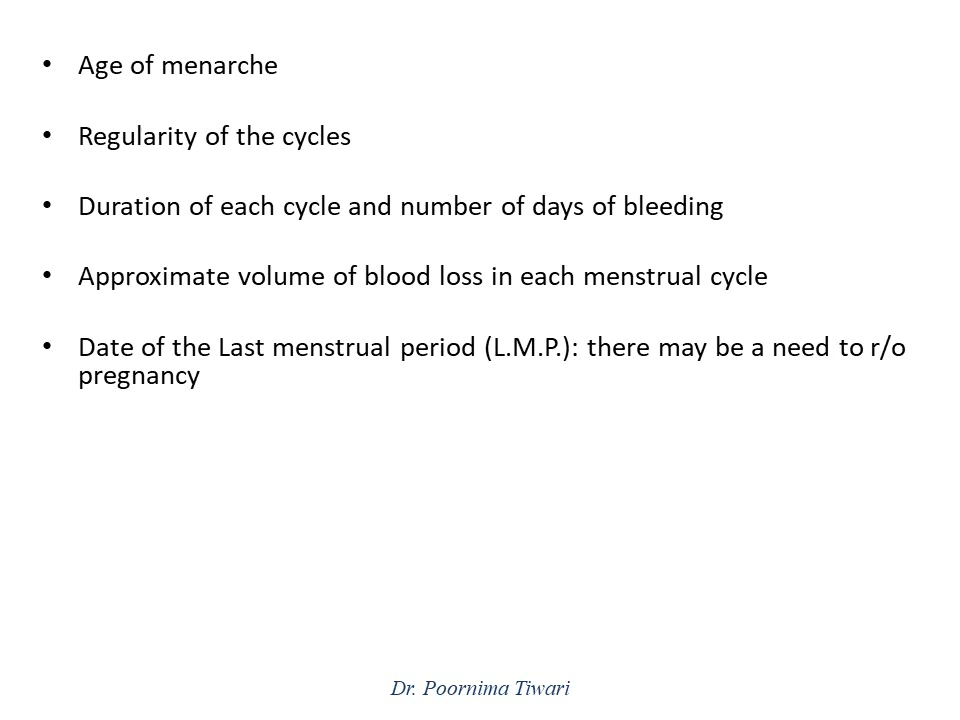 • Age of menarche
• Regularity of the cycles
• Duration of each cycle and number of days of bleeding
• Approximate volume of blood loss in each menstrual cycle
• Date of the Last menstrual period (L.M.P.): there may be a need to r/o
pregnancy
Dr. Poornima Tiwari